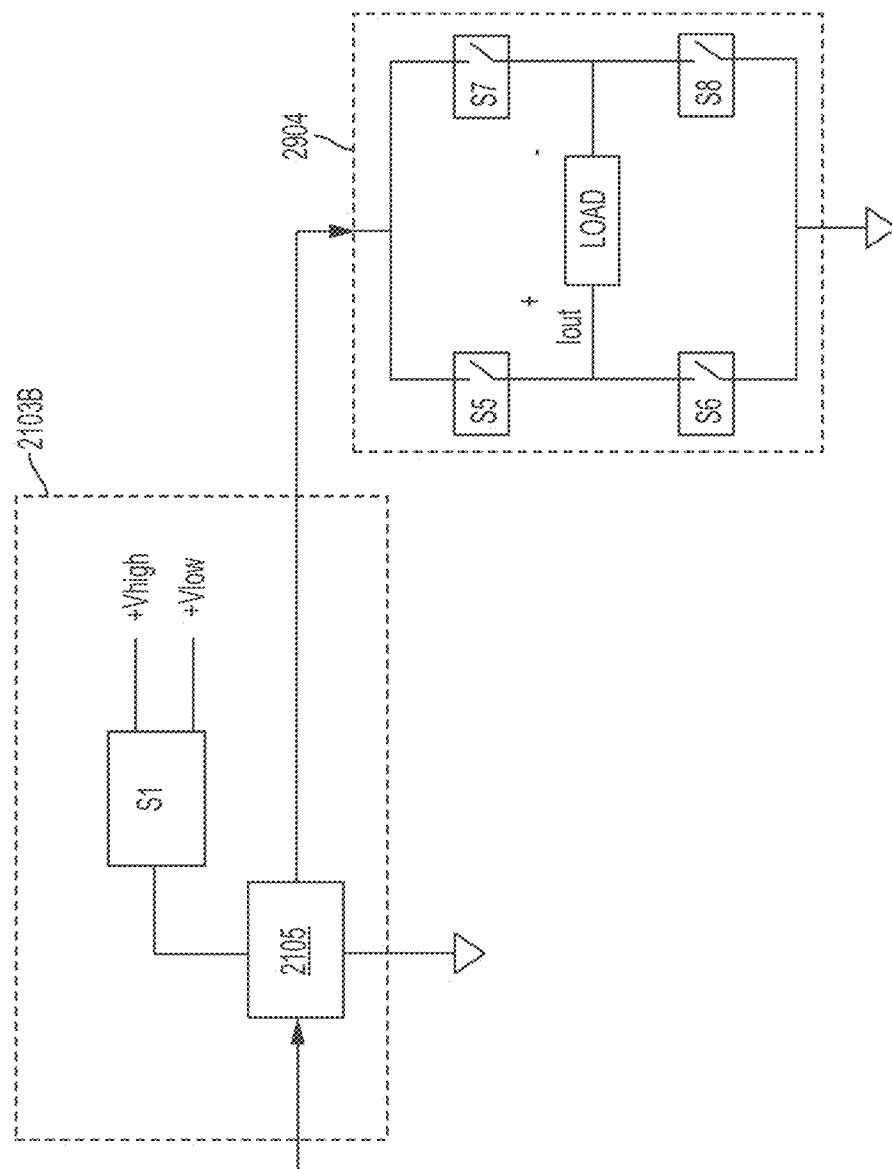 2103B
+Vhigh
+Vlow
S1
2105
2904
S5
S7
+
-
Iout
LOAD
S6
S8